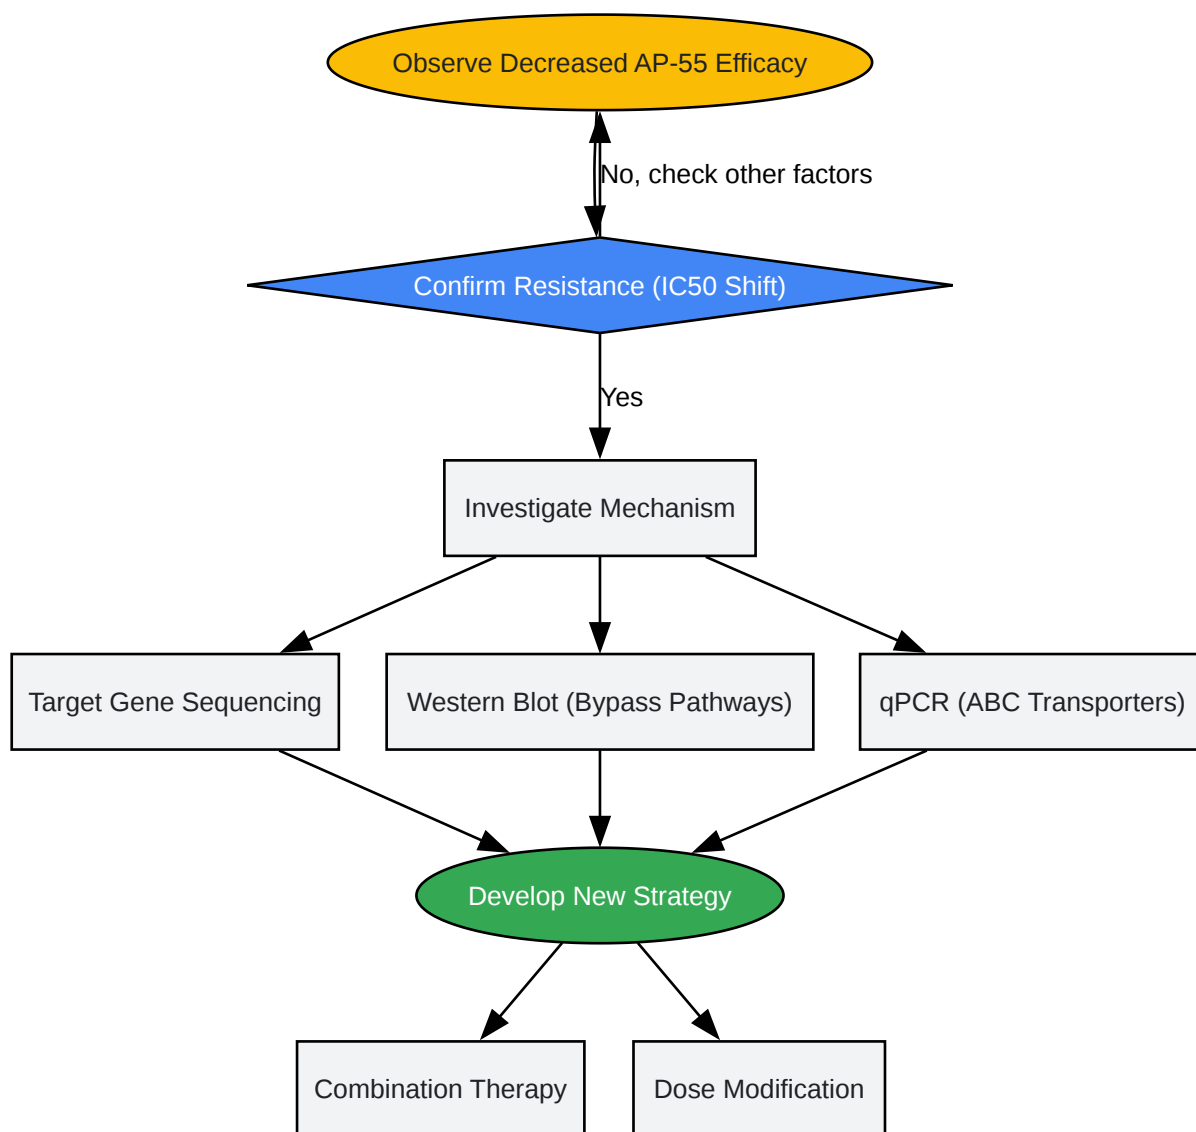 Observe Decreased AP-55 Efficacy
No, check other factors
Confirm Resistance (IC50 Shift)
Yes
Investigate Mechanism
Target Gene Sequencing
Western Blot (Bypass Pathways)
qPCR (ABC Transporters)
Develop New Strategy
Combination Therapy
Dose Modification